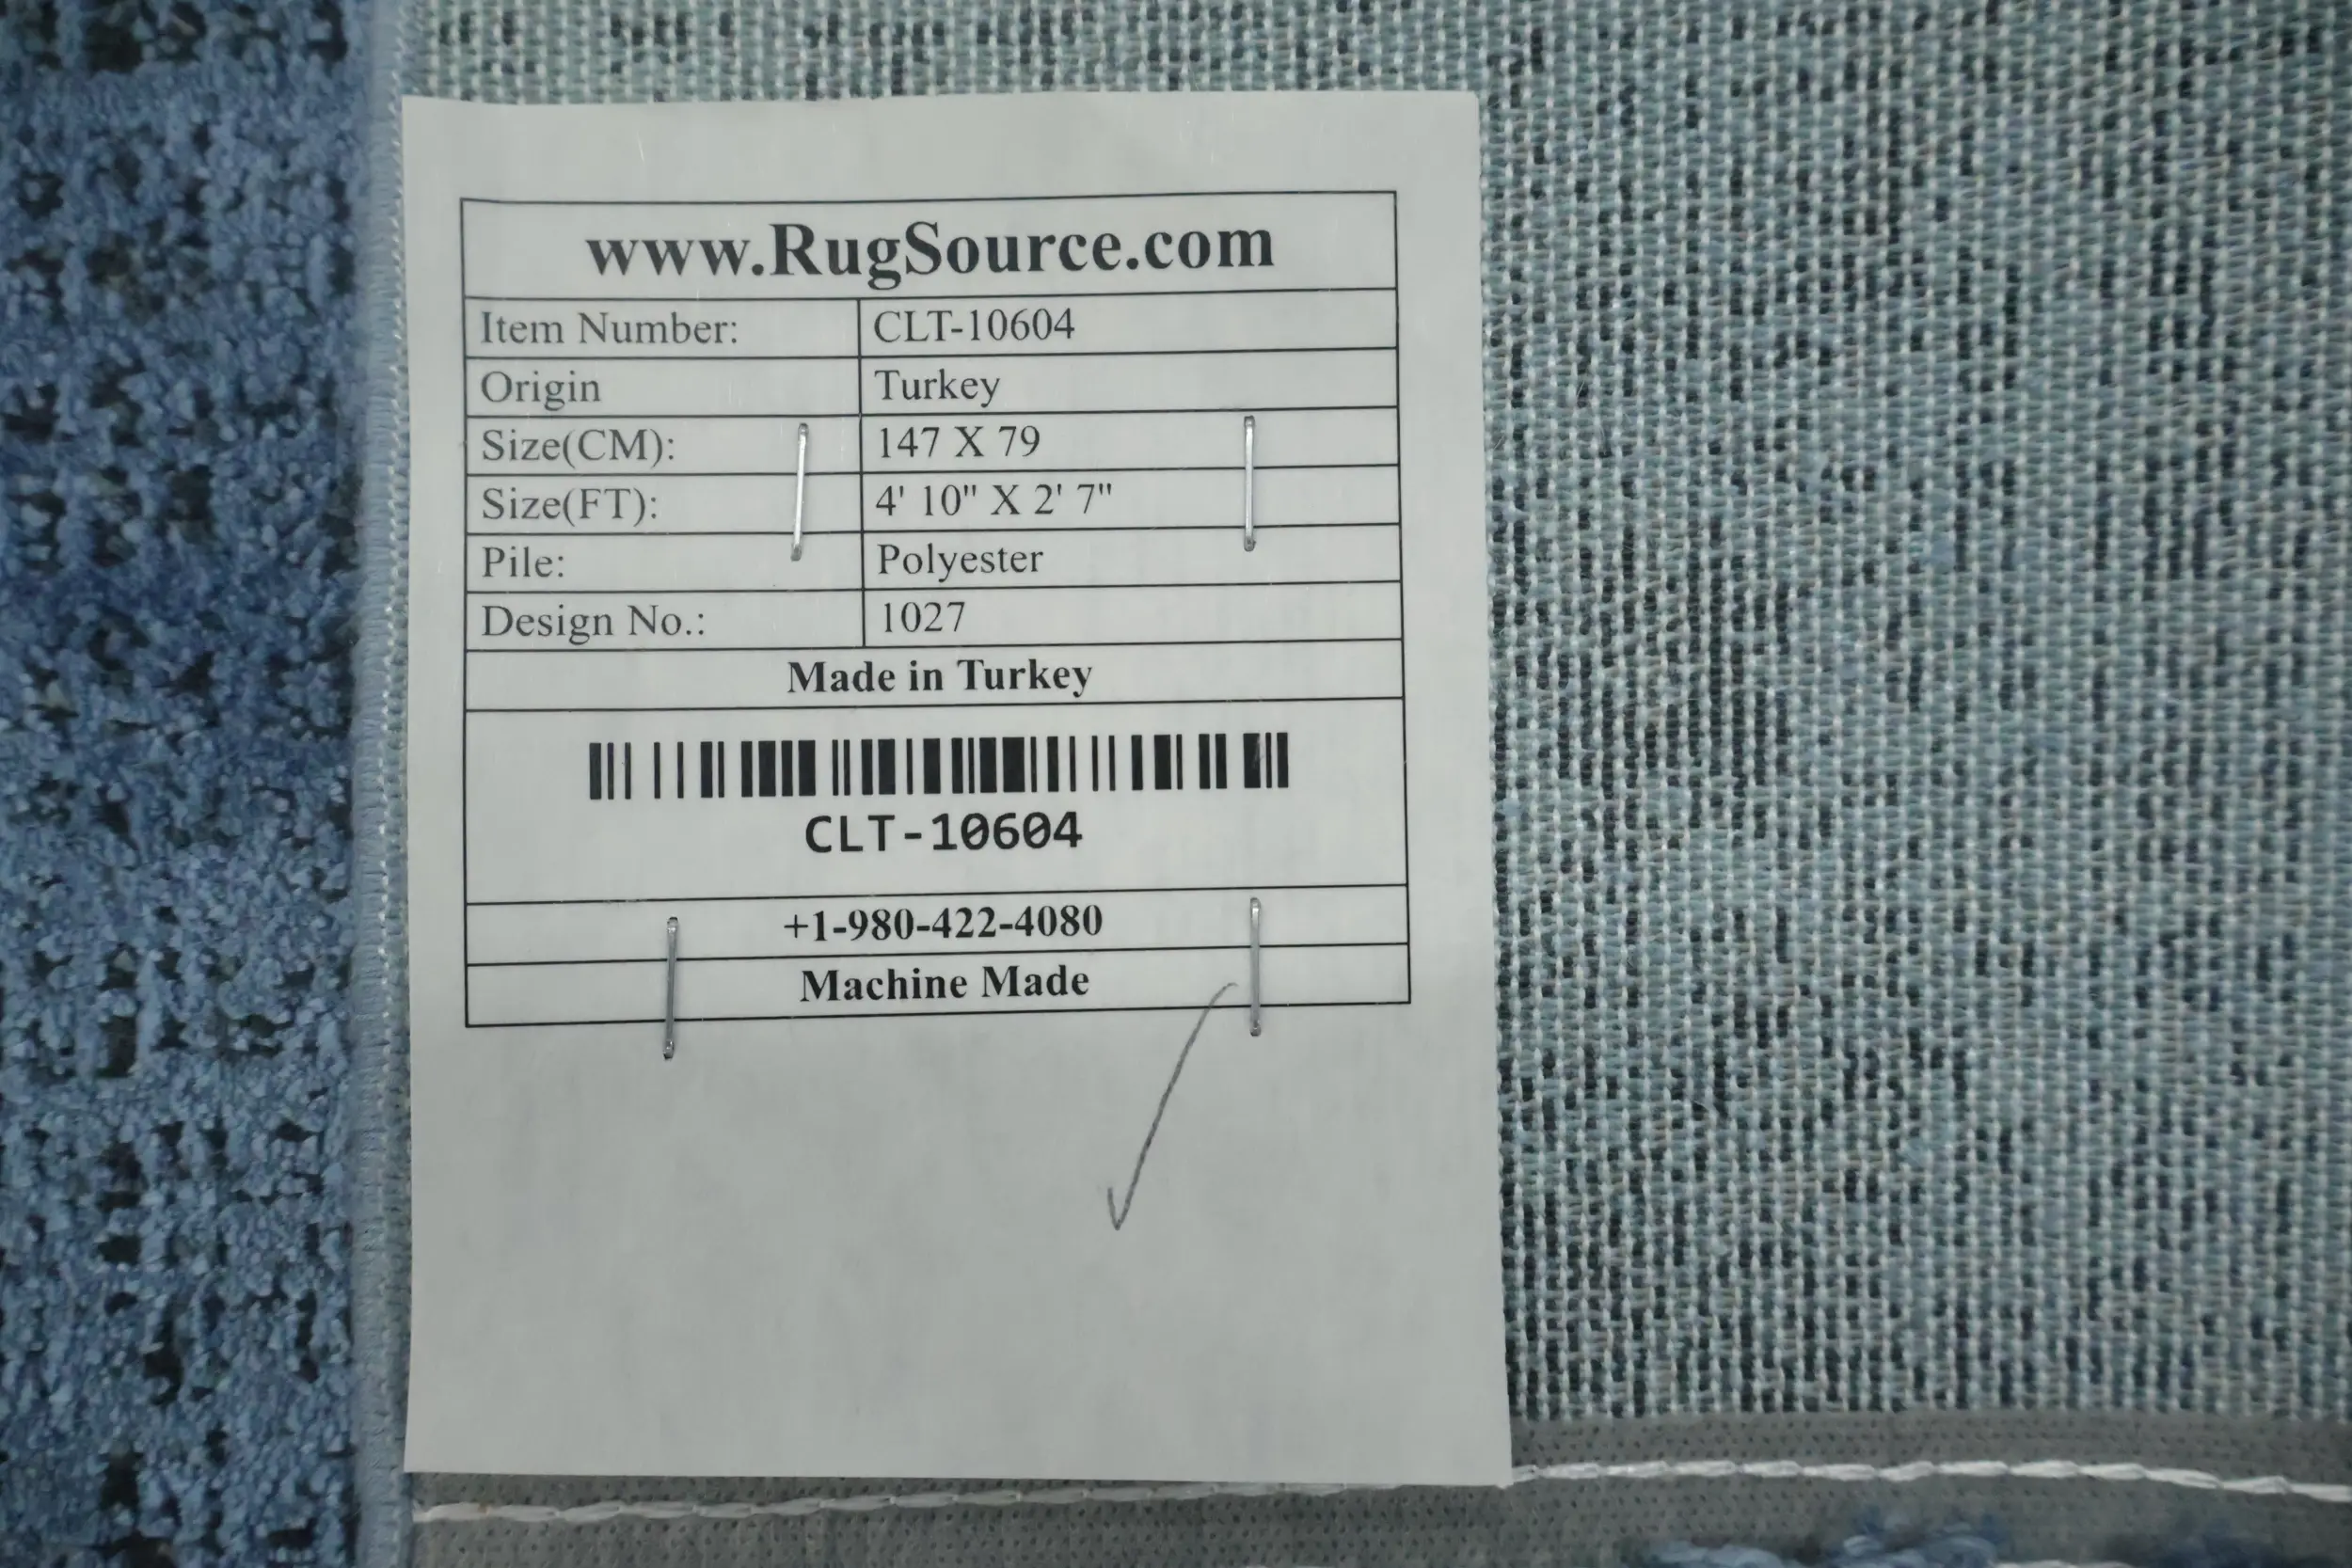 www.RugSource.com
Item Number: CLT-10604
Origin Turkey
Size(CM): 147 X 79
Size(FT): 4' 10" X 2' 7"
Pile: Polyester
Design No.: 1027
Made in Turkey
CLT-10604
+1-980-422-4080
Machine Made